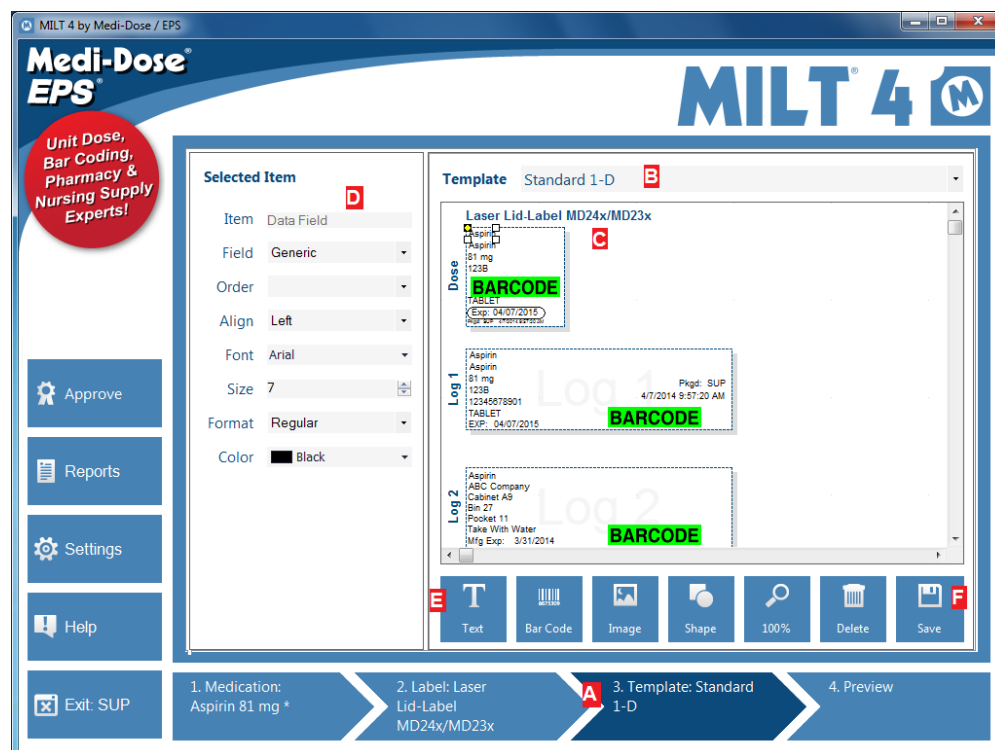 MILT 4 by Medi-Dose / EPS
Medi-Dose®
EPS®
MILT® 4 M
Unit Dose,
Bar Coding,
Pharmacy &
Nursing Supply
Experts!
Approve
Reports
Settings
Help
Exit: SUP
Selected Item
D
Item Data Field
Field Generic
Order
Align Left
Font Arial
Size 7
Format Regular
Color Black
Template Standard 1-D B
Laser Lid-Label MD24x/MD23x
C
Dose
Aspirin
Aspirin
81 mg
123B
BARCODE
TABLET
Exp: 04/07/2015
Log 1
Aspirin
Aspirin
81 mg
123B
12345678901
TABLET
EXP: 04/07/2015
Log 1
Pkgd: SUP
4/7/2014 9:57:20 AM
BARCODE
Log 2
Aspirin
ABC Company
Cabinet A9
Bin 27
Pocket 11
Take With Water
Mfg Exp: 3/31/2014
Log 2
BARCODE
E
T
Text
Bar Code
Image
Shape
100%
Delete
Save
F
1. Medication:
Aspirin 81 mg *
2. Label: Laser
Lid-Label
MD24x/MD23x
A
3. Template: Standard
1-D
4. Preview